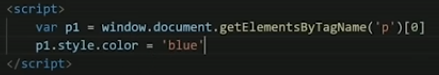 <script>
var p1 = window.document.getElementsByTagName('p')[0]
p1.style.color = 'blue'
</script>